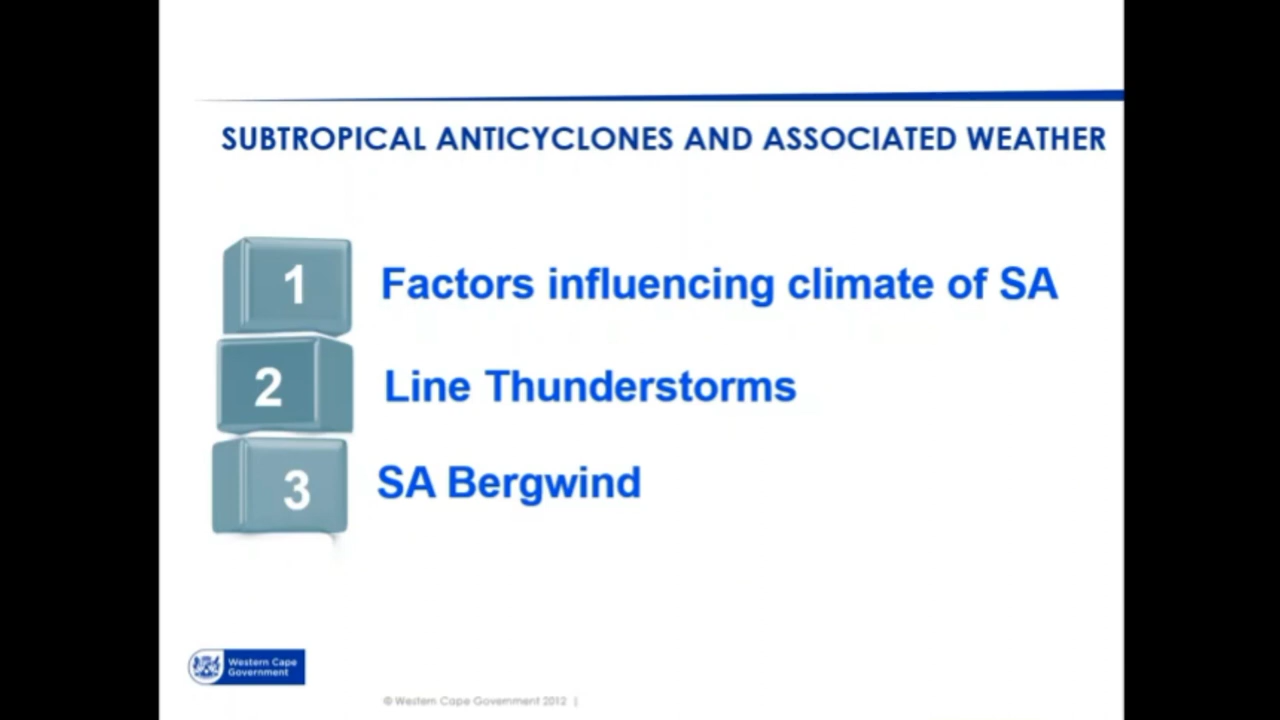 SUBTROPICAL ANTICYCLONES AND ASSOCIATED WEATHER
1 Factors influencing climate of SA
2 Line Thunderstorms
3 SA Bergwind
Western Cape
Government
© Western Cape Government 2012 |